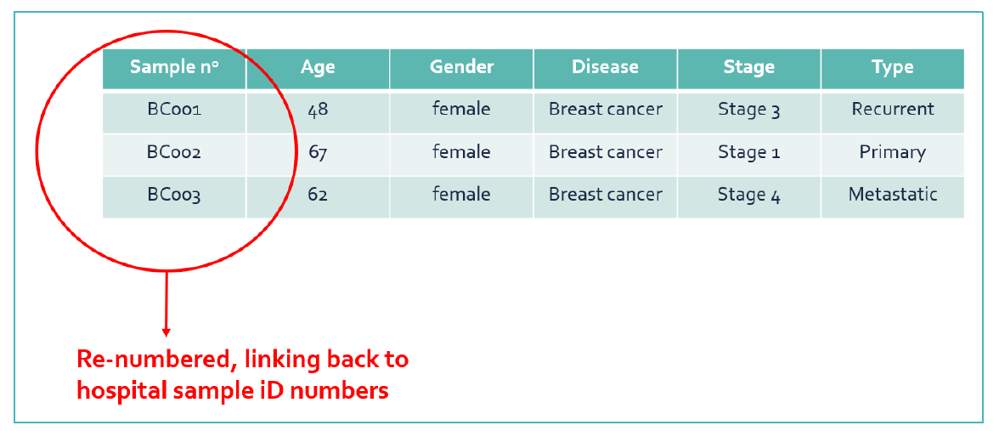 Sample n° Age Gender Disease Stage Type
BC001 48 female Breast cancer Stage 3 Recurrent
BC002 67 female Breast cancer Stage 1 Primary
BC003 62 female Breast cancer Stage 4 Metastatic
Re-numbered, linking back to
hospital sample iD numbers